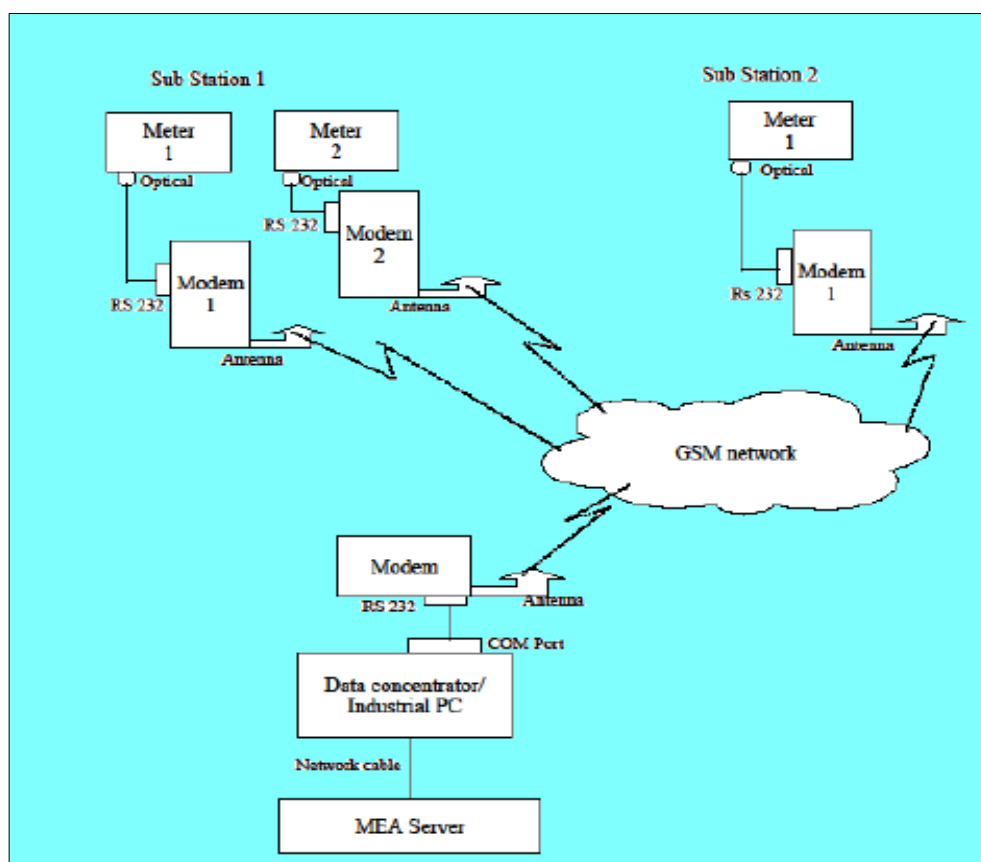 Sub Station 1
Sub Station 2
Meter
1
Meter
2
Meter
1
Optical
Optical
Optical
RS 232
RS 232
Rs 232
Modem
1
Modem
2
Modem
1
Antenna
Antenna
Antenna
GSM network
Modem
RS 232
Antenna
COM Port
Data concentrator/
Industrial PC
Network cable
MEA Server